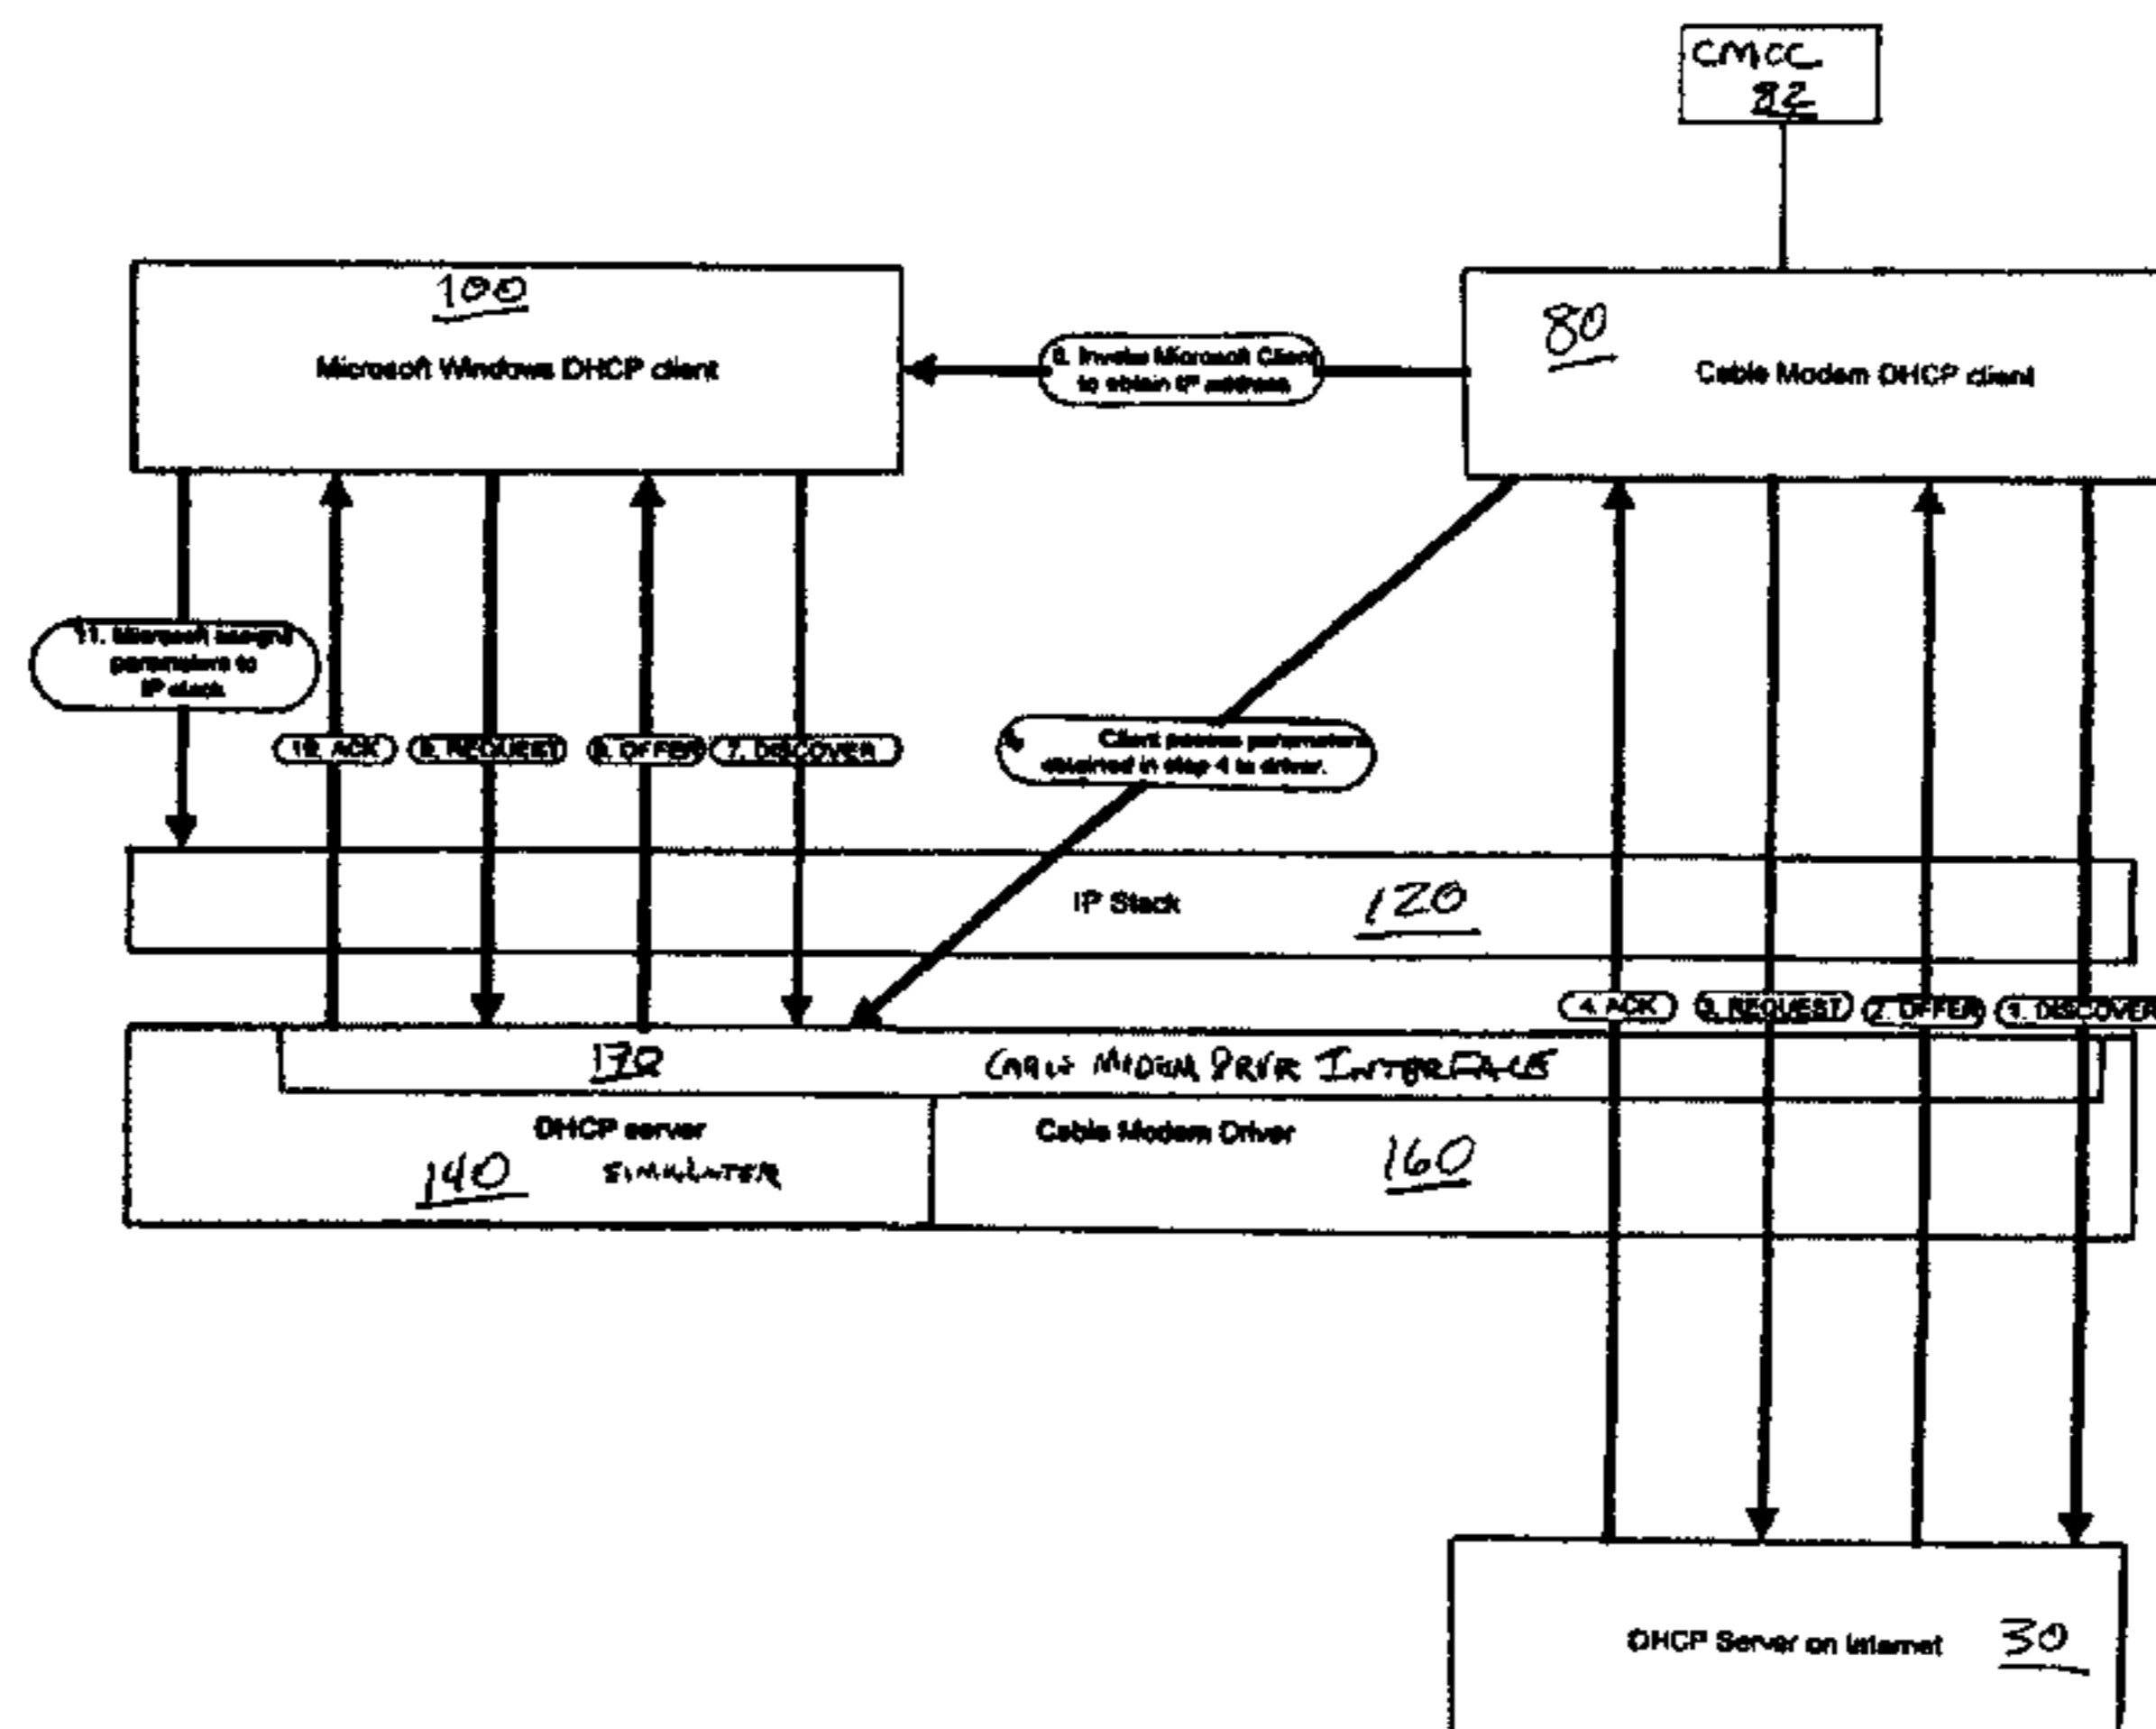 CMCC
82
100
Microsoft Windows DHCP client
Invoke Microsoft Client
to obtain IP address
80
Cable Modem DHCP client
11. Microsoft assigns
parameters to
IP stack
10. ACK
REQUEST
OFFER
7. DISCOVER
Client passes parameters
obtained in step 4 to driver.
IP Stack
120
4. ACK
3. REQUEST
2. OFFER
1. DISCOVER
CABLE MODEM INTERFACE
DHCP server
140
SIMULATER
Cable Modem Driver
160
DHCP Server on Internet
30